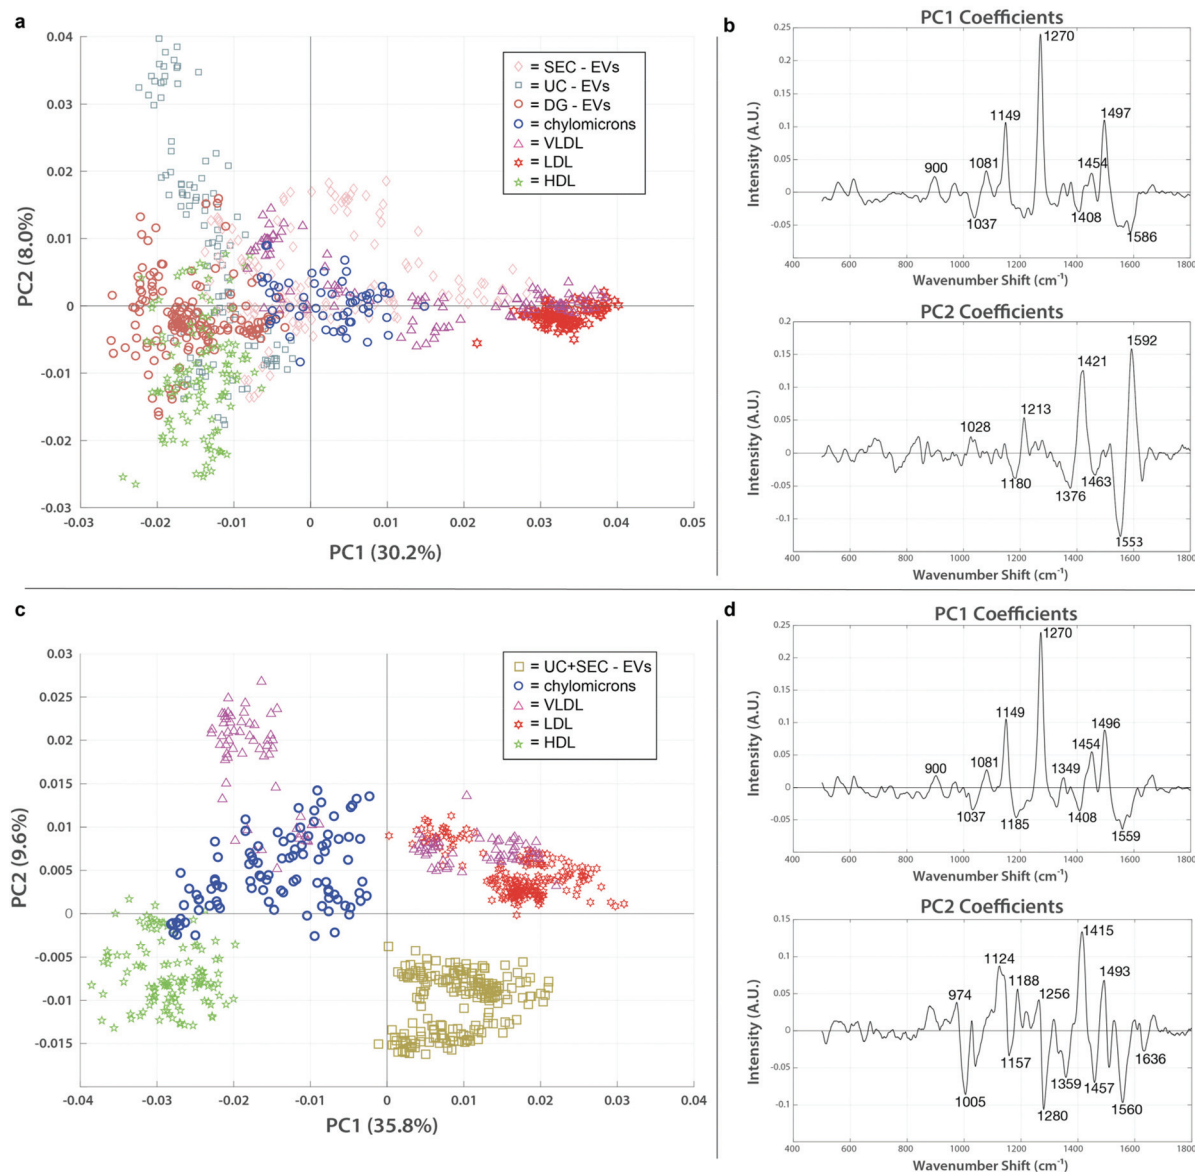 a
0.04
0.03
0.02
0.01
0
-0.01
-0.02
-0.03
PC2 (8.0%)
= SEC - EVs
= UC - EVs
= DG - EVs
= chylomicrons
= VLDL
= LDL
= HDL
-0.03 -0.02 -0.01 0 0.01 0.02 0.03 0.04 0.05
PC1 (30.2%)
b
PC1 Coefficients
0.25
0.2
0.15
0.1
0.05
0
-0.05
-0.1
Intensity (A.U.)
1270
1149
1497
900
1081
1454
1037
1408
1586
400 600 800 1000 1200 1400 1600 1800
Wavenumber Shift (cm⁻¹)
PC2 Coefficients
0.2
0.15
0.1
0.05
0
-0.05
-0.1
-0.15
Intensity (A.U.)
1592
1421
1213
1028
1180
1376
1463
1553
400 600 800 1000 1200 1400 1600 1800
Wavenumber Shift (cm⁻¹)
c
0.03
0.025
0.02
0.015
0.01
0.005
0
-0.005
-0.01
-0.015
PC2 (9.6%)
= UC+SEC - EVs
= chylomicrons
= VLDL
= LDL
= HDL
-0.04 -0.03 -0.02 -0.01 0 0.01 0.02 0.03 0.04
PC1 (35.8%)
d
PC1 Coefficients
0.25
0.2
0.15
0.1
0.05
0
-0.05
-0.1
Intensity (A.U.)
1270
1149
1496
900
1081
1349
1454
1037
1185
1408
1559
400 600 800 1000 1200 1400 1600 1800
Wavenumber Shift (cm⁻¹)
PC2 Coefficients
0.15
0.1
0.05
0
-0.05
-0.1
Intensity (A.U.)
1415
1124
1188
1493
974
1256
1157
1636
1005
1280
1359
1457
1560
400 600 800 1000 1200 1400 1600 1800
Wavenumber Shift (cm⁻¹)